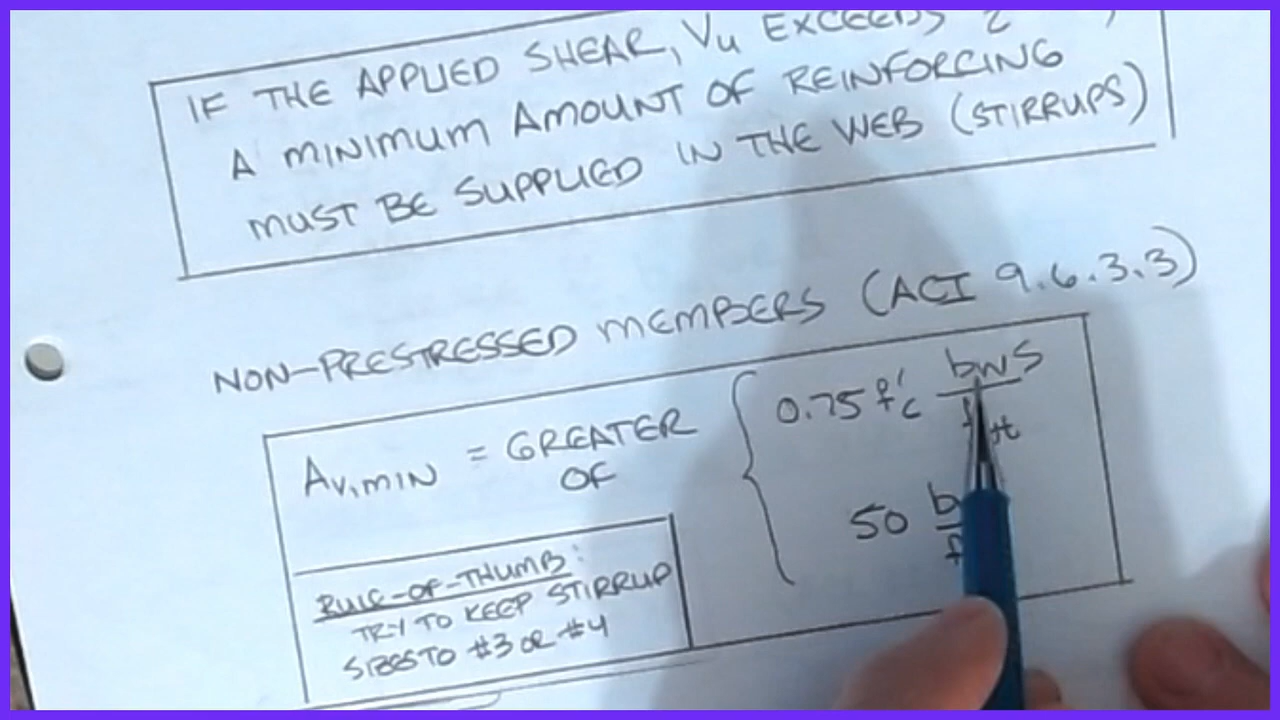 IF THE APPLIED SHEAR, Vu EXCEEDS
A MINIMUM AMOUNT OF REINFORCING
MUST BE SUPPLIED IN THE WEB (STIRRUPS)
NON-PRESTRESSED MEMBERS (ACI 9.6.3.3)
Av,MIN = GREATER OF
0.75 f'c bws
50
RULE-OF-THUMB:
TRY TO KEEP STIRRUP
SIZES TO #3 OR #4